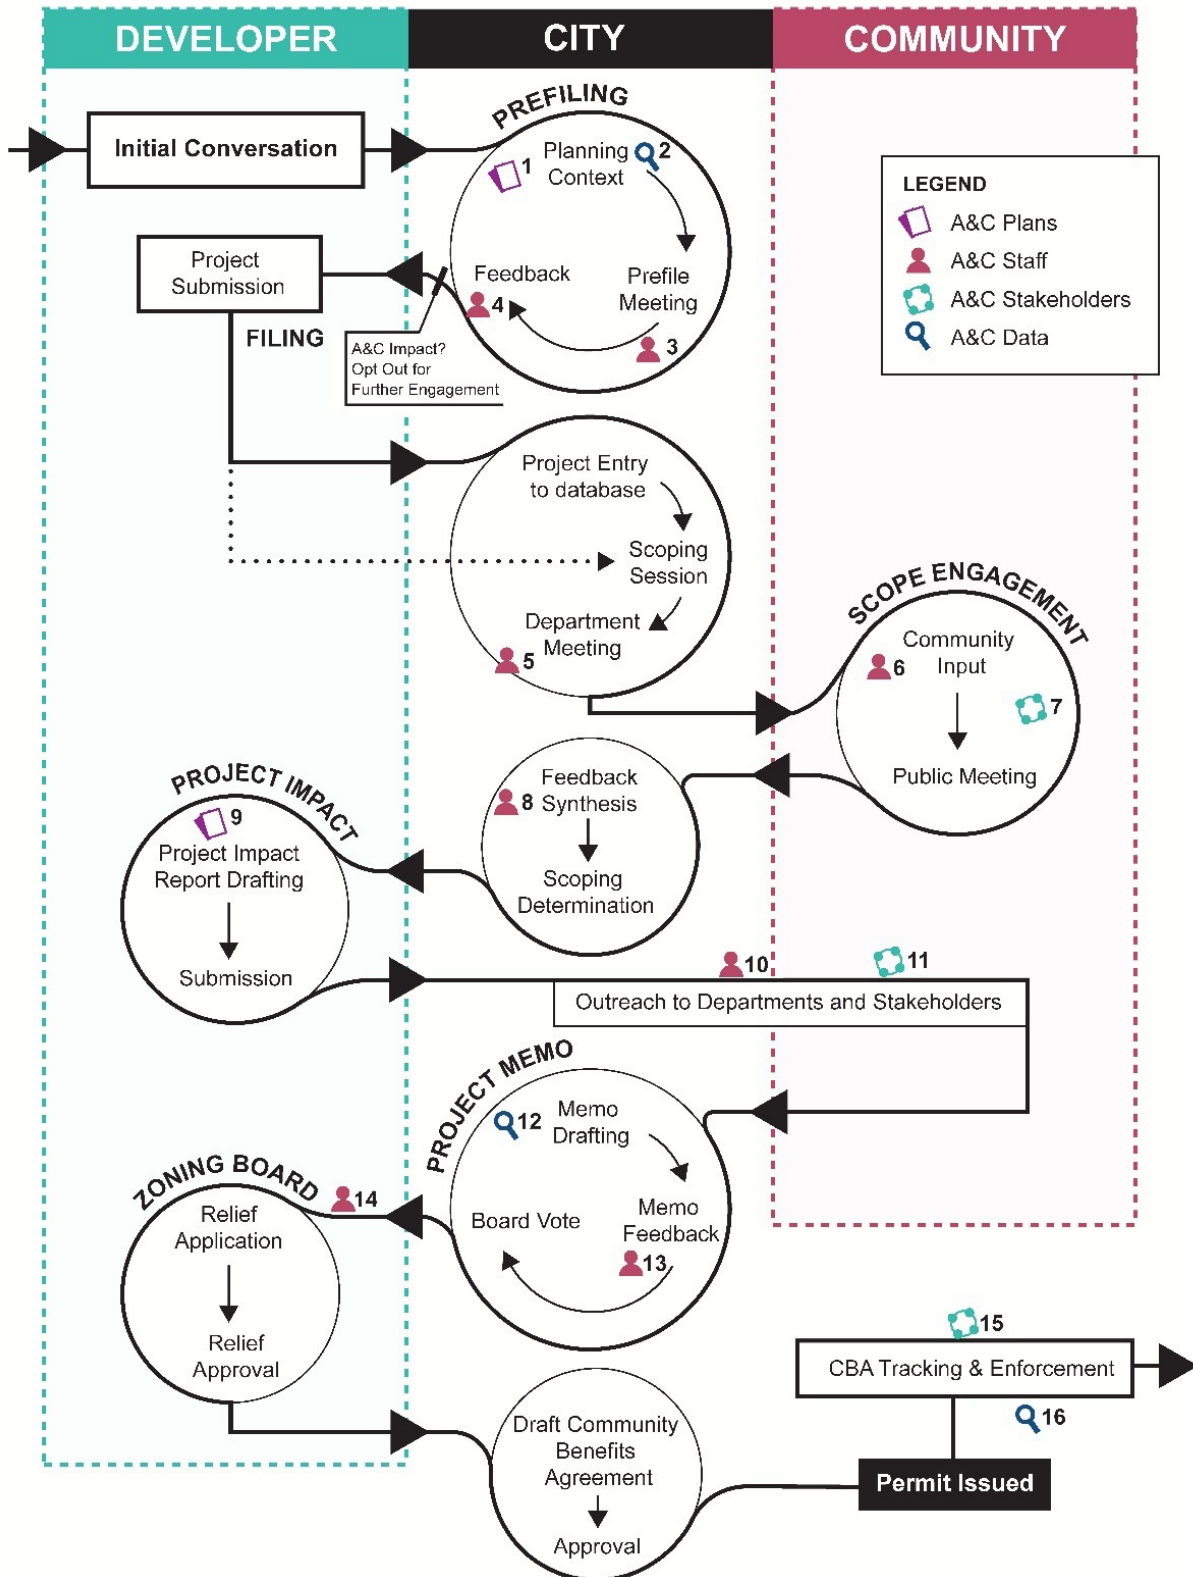 DEVELOPER
CITY
COMMUNITY
PREFILING
Initial Conversation
1
Planning
Context
2
LEGEND
A&C Plans
A&C Staff
A&C Stakeholders
A&C Data
Project
Submission
Feedback
4
Prefile
Meeting
3
FILING
A&C Impact?
Opt Out for
Further Engagement
Project Entry
to database
Scoping
Session
Department
Meeting
5
SCOPE ENGAGEMENT
Community
Input
6
7
Public Meeting
PROJECT IMPACT
Feedback
Synthesis
8
Scoping
Determination
9
Project Impact
Report Drafting
Submission
10
11
Outreach to Departments and Stakeholders
PROJECT MEMO
12
Memo
Drafting
Memo
Feedback
13
Board Vote
ZONING BOARD
14
Relief
Application
Relief
Approval
15
CBA Tracking & Enforcement
16
Draft Community
Benefits
Agreement
Approval
Permit Issued